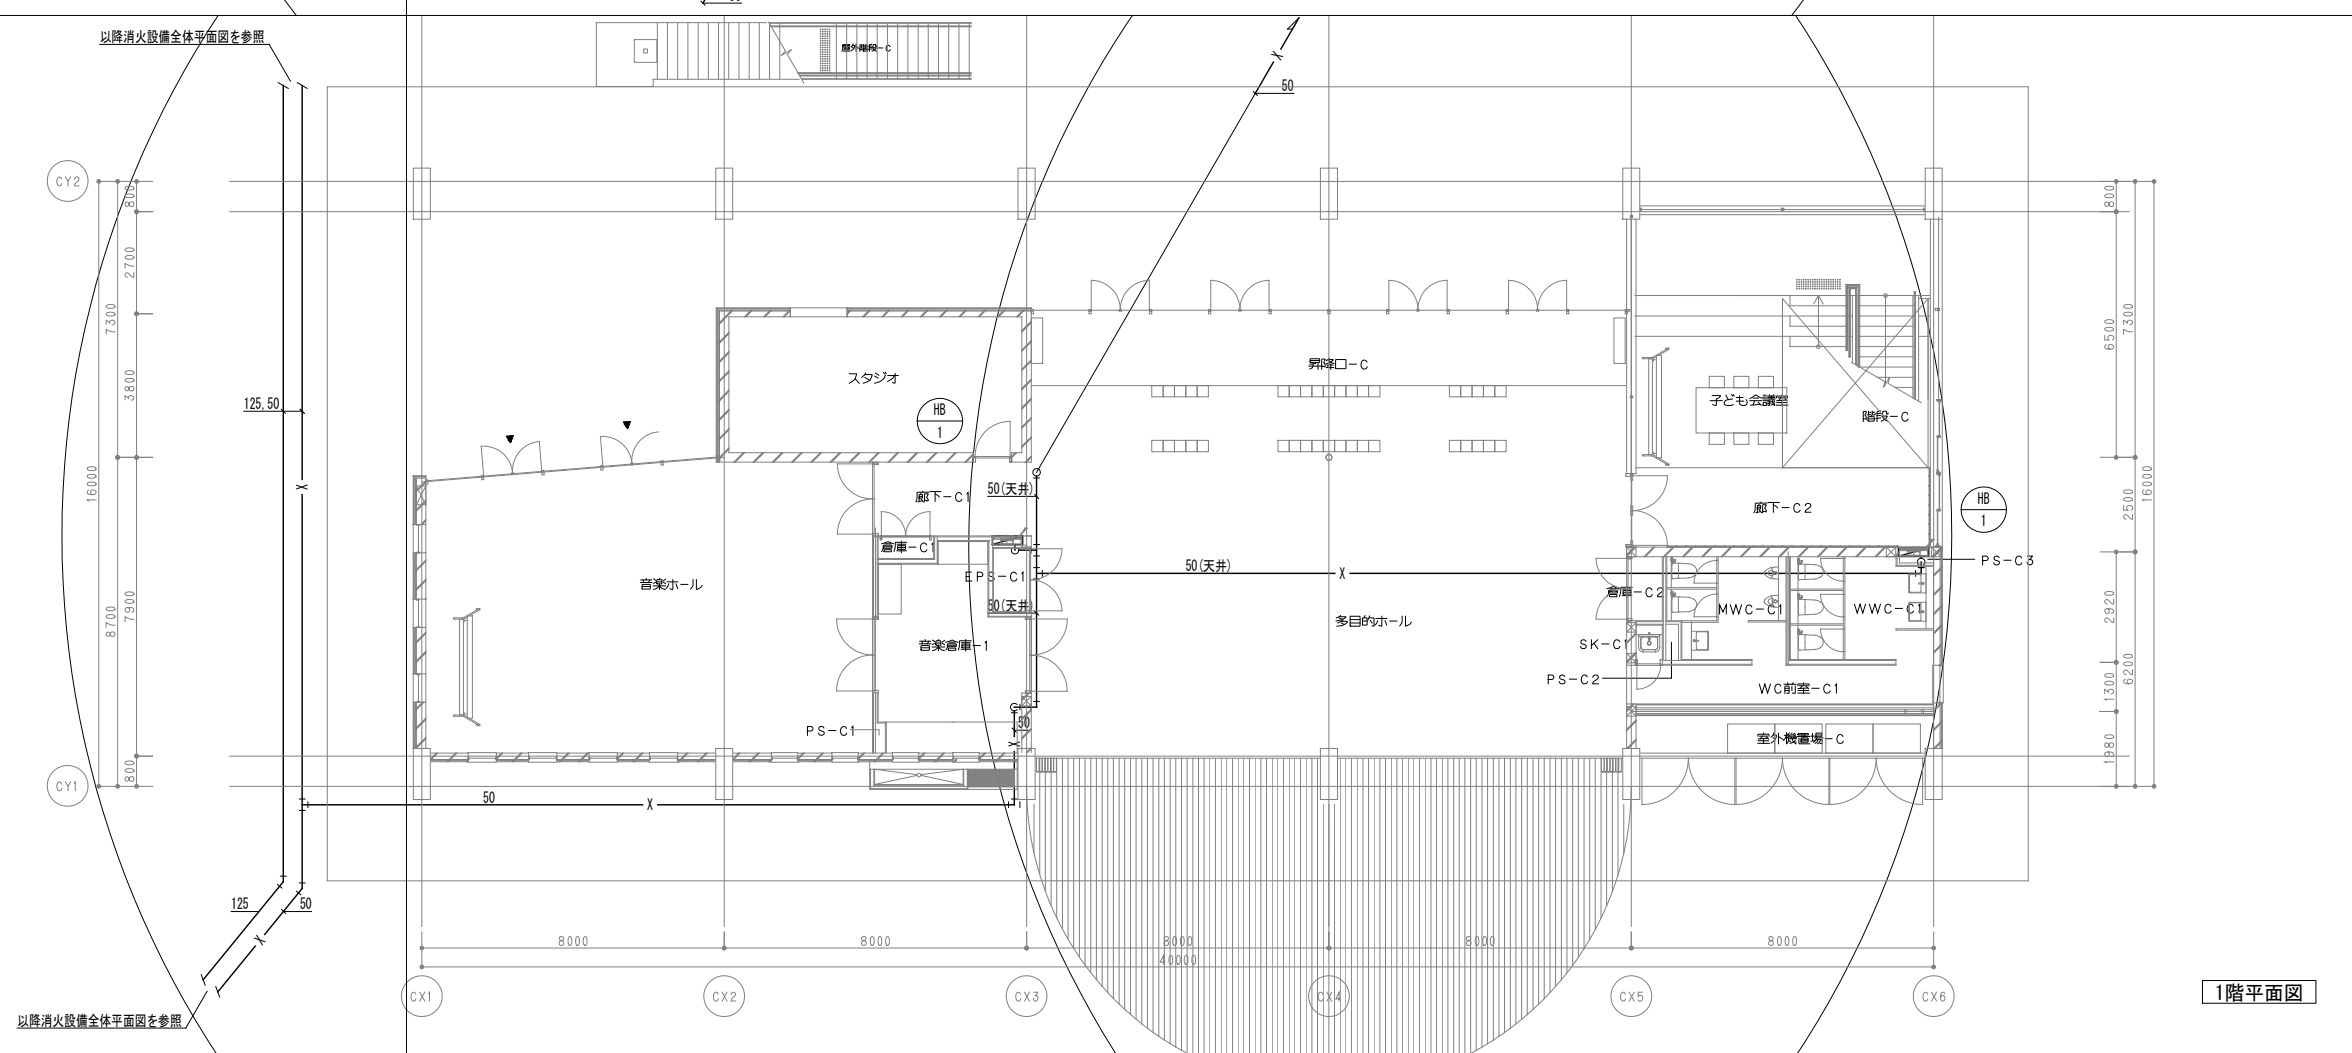 以降消火設備全体平面図を参照
屋外階段-C
50
CY2
800
2700
7300
3800
16000
8700
7900
800
CY1
125,50
X
スタジオ
HB
1
昇降口-C
子ども会議室
階段-C
800
6500
7300
16000
2500
2920
6200
1300
1980
廊下-C1
50(天井)
廊下-C2
HB
1
倉庫-C1
EPS-C1
50(天井)
50(天井)
X
PS-C3
音楽ホール
倉庫-C2
MWC-C1
WWC-C1
多目的ホール
音楽倉庫-1
SK-C1
PS-C2
WC前室-C1
PS-C1
50
X
室外機置場-C
50
X
125
50
X
8000
8000
8000
8000
8000
40000
CX1
CX2
CX3
CX4
CX5
CX6
1階平面図
以降消火設備全体平面図を参照